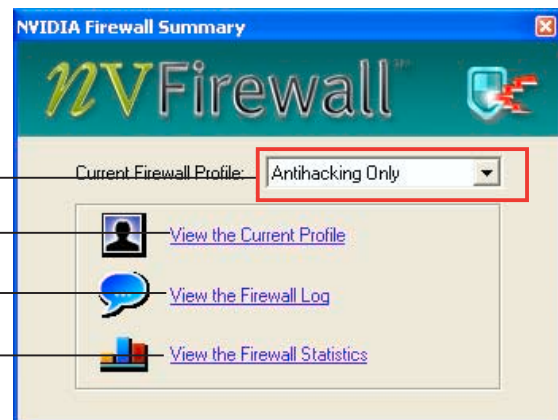 NVIDIA Firewall Summary
NVFirewall
Current Firewall Profile: Antihacking Only
View the Current Profile
View the Firewall Log
View the Firewall Statistics